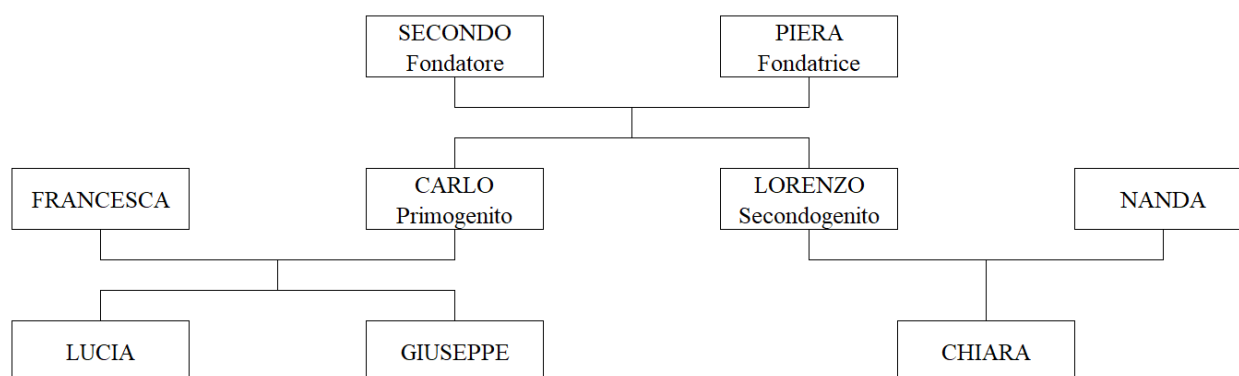 SECONDO
Fondatore
PIERA
Fondatrice
FRANCESCA
CARLO
Primogenito
LORENZO
Secondogenito
NANDA
LUCIA
GIUSEPPE
CHIARA